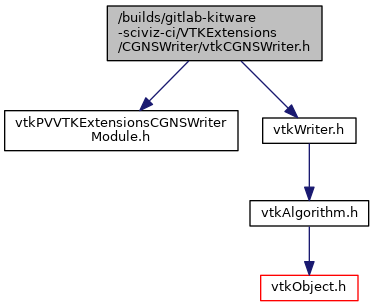 /builds/gitlab-kitware
-sciviz-ci/VTKExtensions
/CGNSWriter/vtkCGNSWriter.h
vtkPVVTKExtensionsCGNSWriter
Module.h
vtkWriter.h
vtkAlgorithm.h
vtkObject.h